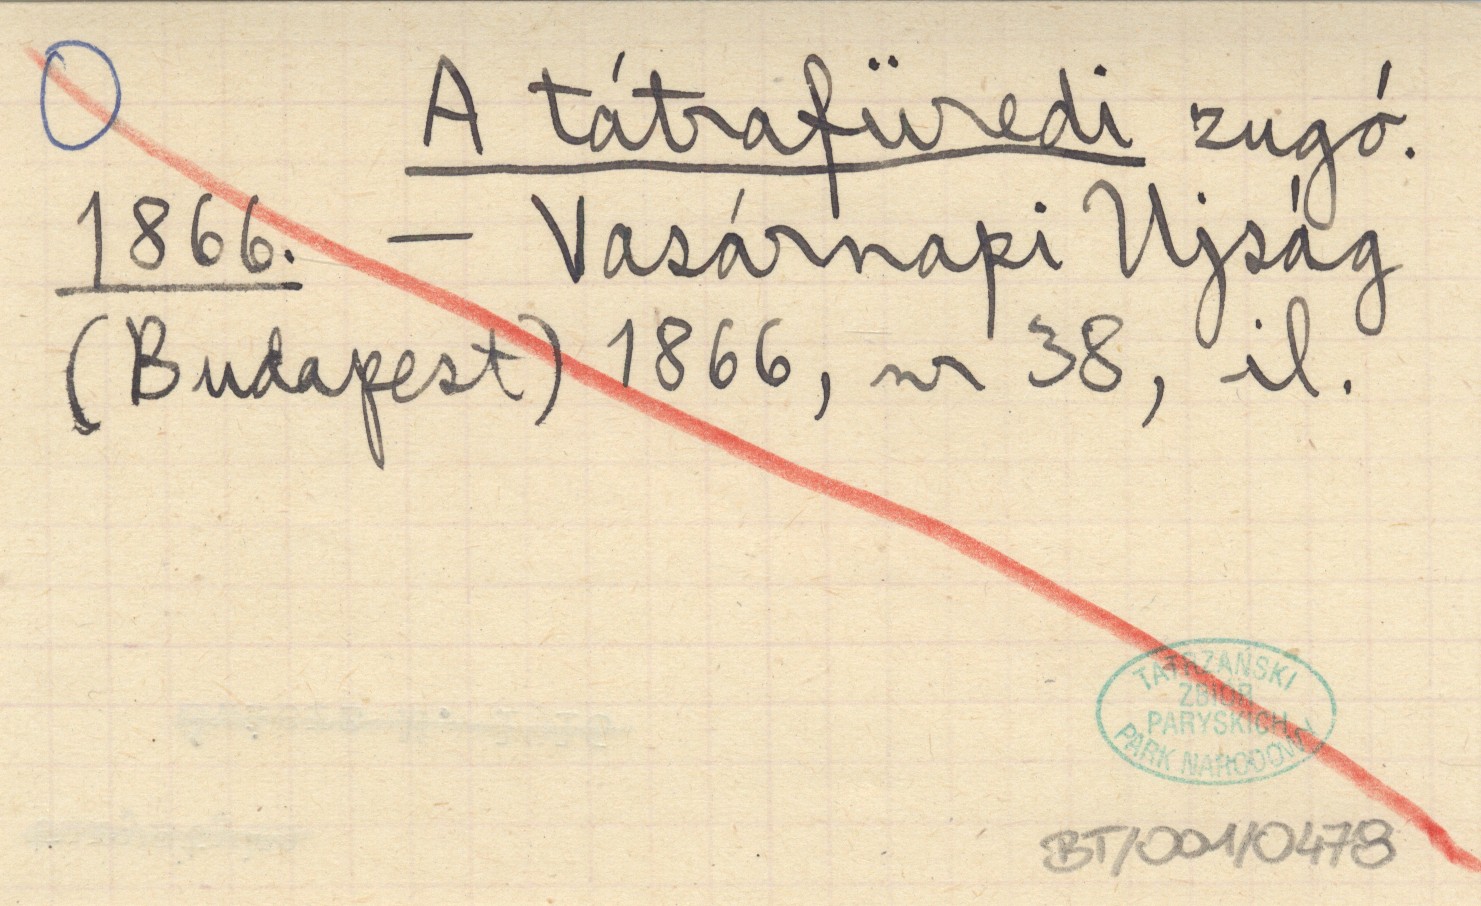 A tátrafüredi zugó.
1866. — Vasárnapi Ujság
(Budapest) 1866, nr 38, il.
TATRZAŃSKI
ZBIÓR
PARYSKICH
PARK NARODOWY
BT/001/0478